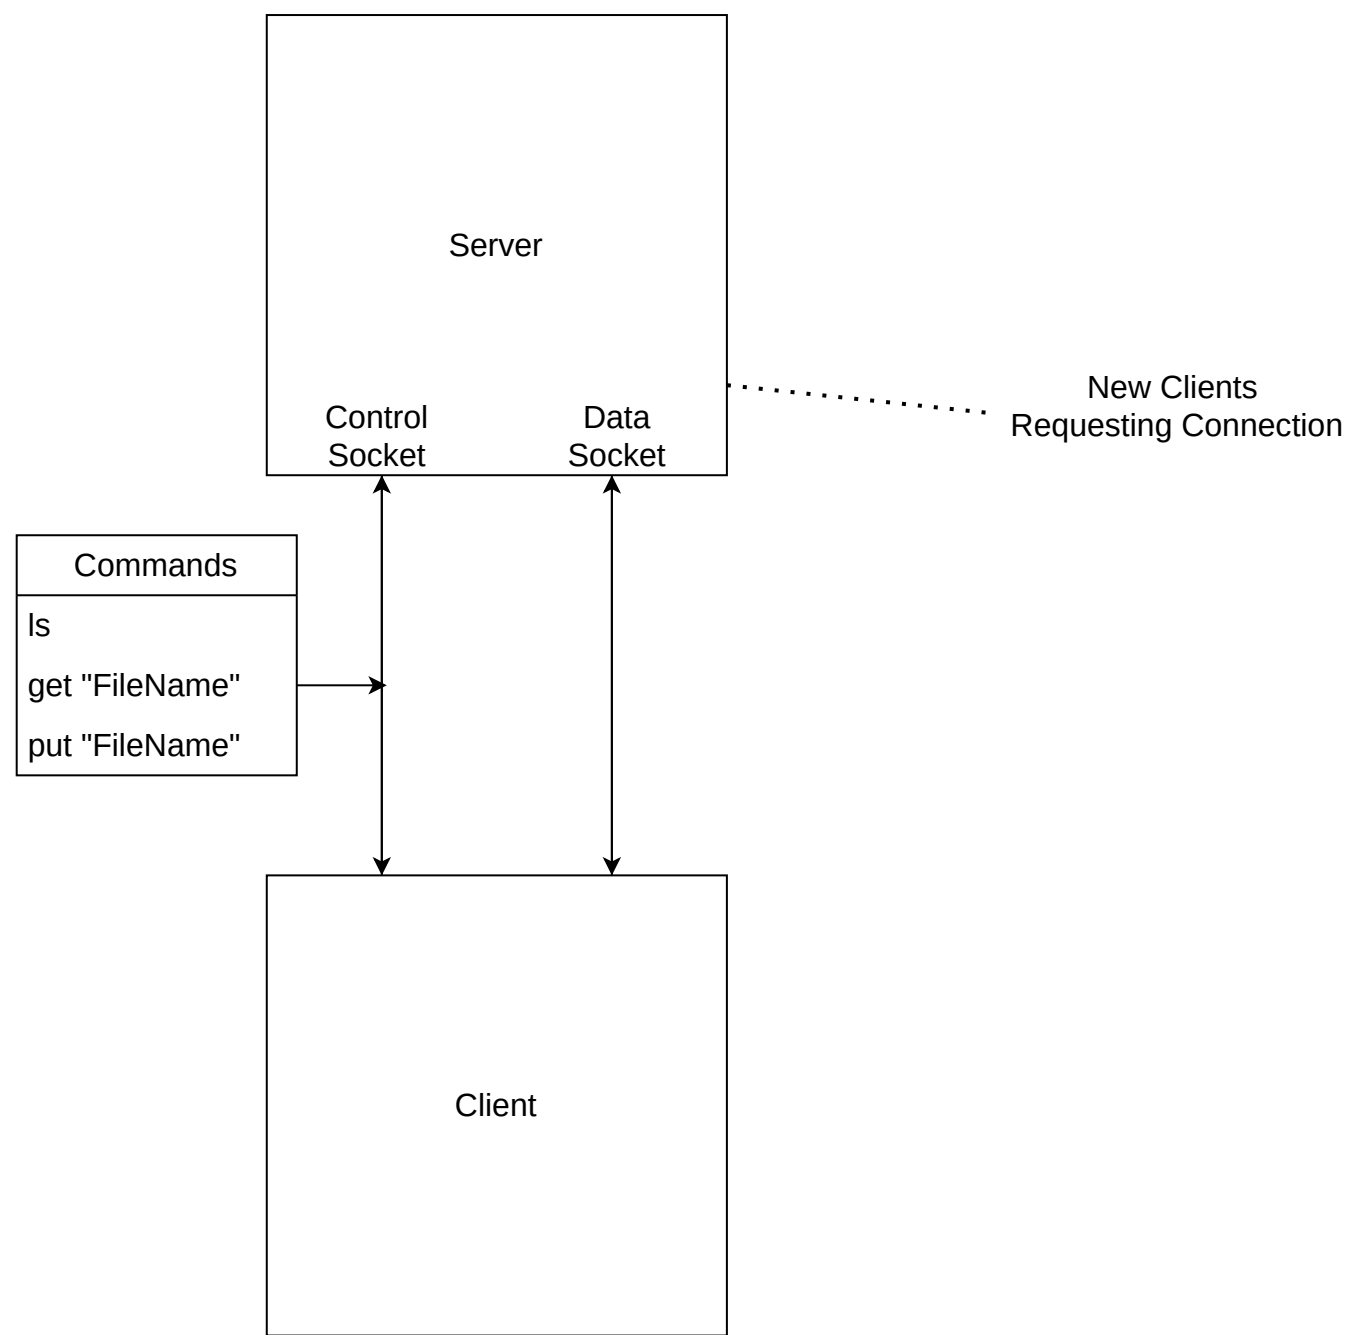 Server
New Clients
Requesting Connection
Control
Socket
Data
Socket
Commands
ls
get "FileName"
put "FileName"
Client